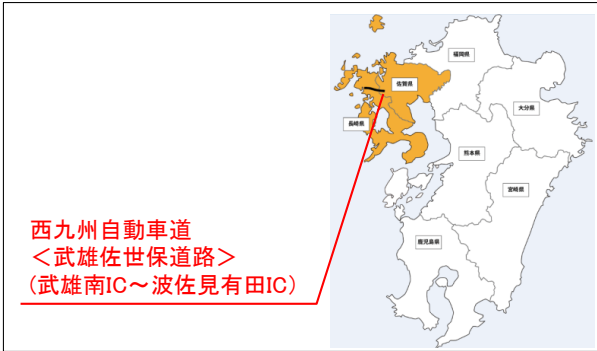 福岡県
佐賀県
大分県
長崎県
熊本県
宮崎県
鹿児島県
西九州自動車道
＜武雄佐世保道路＞
(武雄南IC～波佐見有田IC)